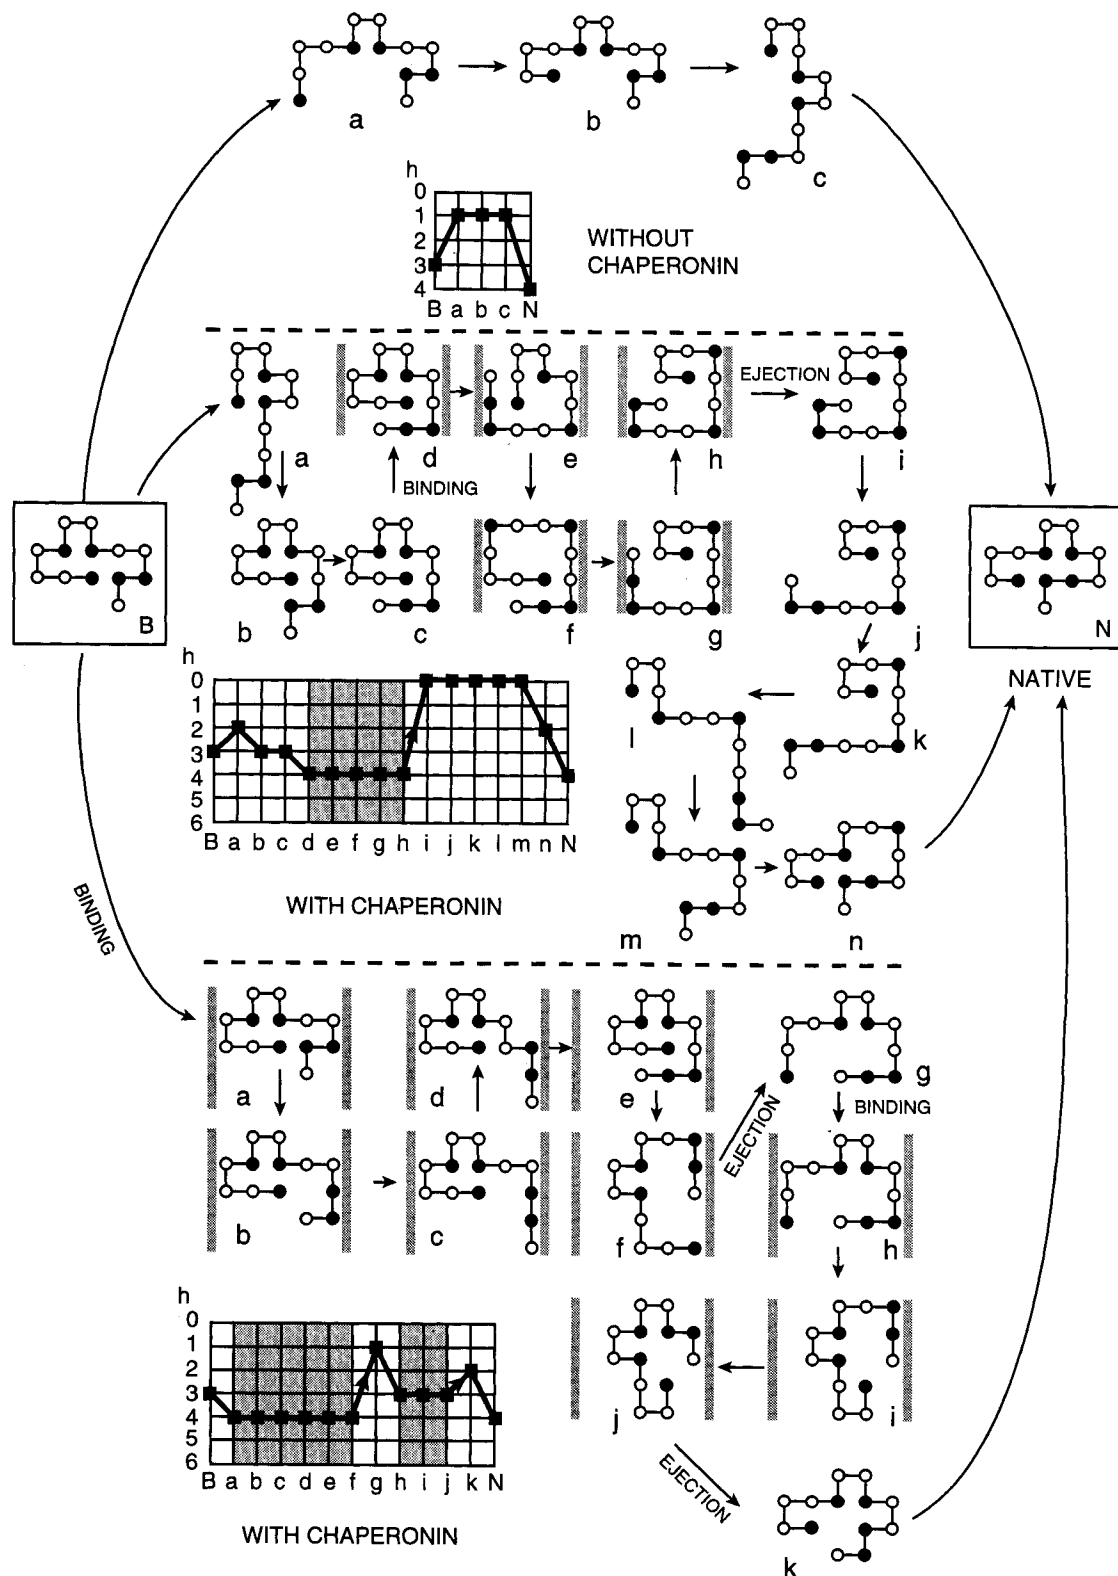 a
b
c
h
0
1
2
3
4
B a b c N
WITHOUT
CHAPERONIN
a
d
BINDING
e
h
EJECTION
i
b
c
f
g
j
B
N
NATIVE
h
0
1
2
3
4
5
6
B a b c d e f g h i j k l m n N
WITH CHAPERONIN
l
k
m
n
BINDING
a
d
e
g
EJECTION
BINDING
b
c
f
h
h
0
1
2
3
4
5
6
B a b c d e f g h i j k N
WITH CHAPERONIN
j
i
EJECTION
k